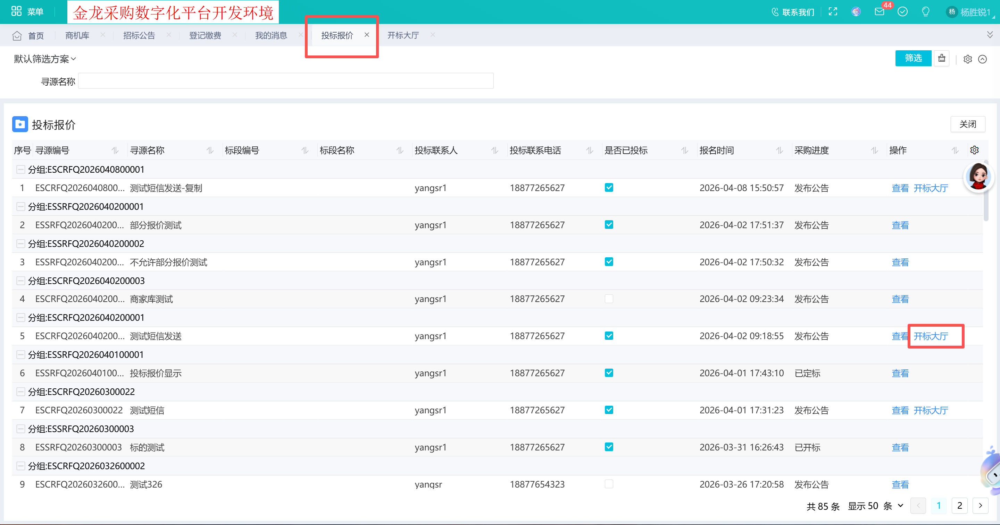 菜单 金龙采购数字化平台开发环境 联系我们 44 杨 杨胜锐1
首页 商机库 招标公告 登记缴费 我的消息 投标报价 开标大厅
默认筛选方案 筛选
寻源名称
投标报价 关闭
序号 寻源编号 寻源名称 标段编号 标段名称 投标联系人 投标联系电话 是否已投标 报名时间 采购进度 操作
分组:ESCRFQ2026040800001
1 ESCRFQ2026040800... 测试短信发送-复制 yangsr1 18877265627 2026-04-08 15:50:57 发布公告 查看 开标大厅
分组:ESSRFQ2026040200001
2 ESSRFQ2026040200... 部分报价测试 yangsr1 18877265627 2026-04-02 17:51:37 发布公告 查看
分组:ESSRFQ2026040200002
3 ESSRFQ2026040200... 不允许部分报价测试 yangsr1 18877265627 2026-04-02 17:50:32 发布公告 查看
分组:ESCRFQ2026040200003
4 ESCRFQ2026040200... 商家库测试 yangsr1 18877265627 2026-04-02 09:23:34 发布公告 查看
分组:ESCRFQ2026040200001
5 ESCRFQ2026040200... 测试短信发送 yangsr1 18877265627 2026-04-02 09:18:55 发布公告 查看 开标大厅
分组:ESSRFQ2026040100001
6 ESSRFQ2026040100... 投标报价显示 yangsr1 18877265627 2026-04-01 17:43:10 已定标 查看
分组:ESCRFQ20260300022
7 ESCRFQ20260300022 测试短信 yangsr1 18877265627 2026-04-01 17:31:23 发布公告 查看 开标大厅
分组:ESSRFQ20260300003
8 ESSRFQ20260300003 标的测试 yangsr1 18877265627 2026-03-31 16:26:43 已开标 查看
分组:ESCRFQ2026032600002
9 ESCRFQ2026032600... 测试326 yangsr 18877654323 2026-03-26 17:20:58 发布公告 查看
共 85 条 显示 50 条 1 2